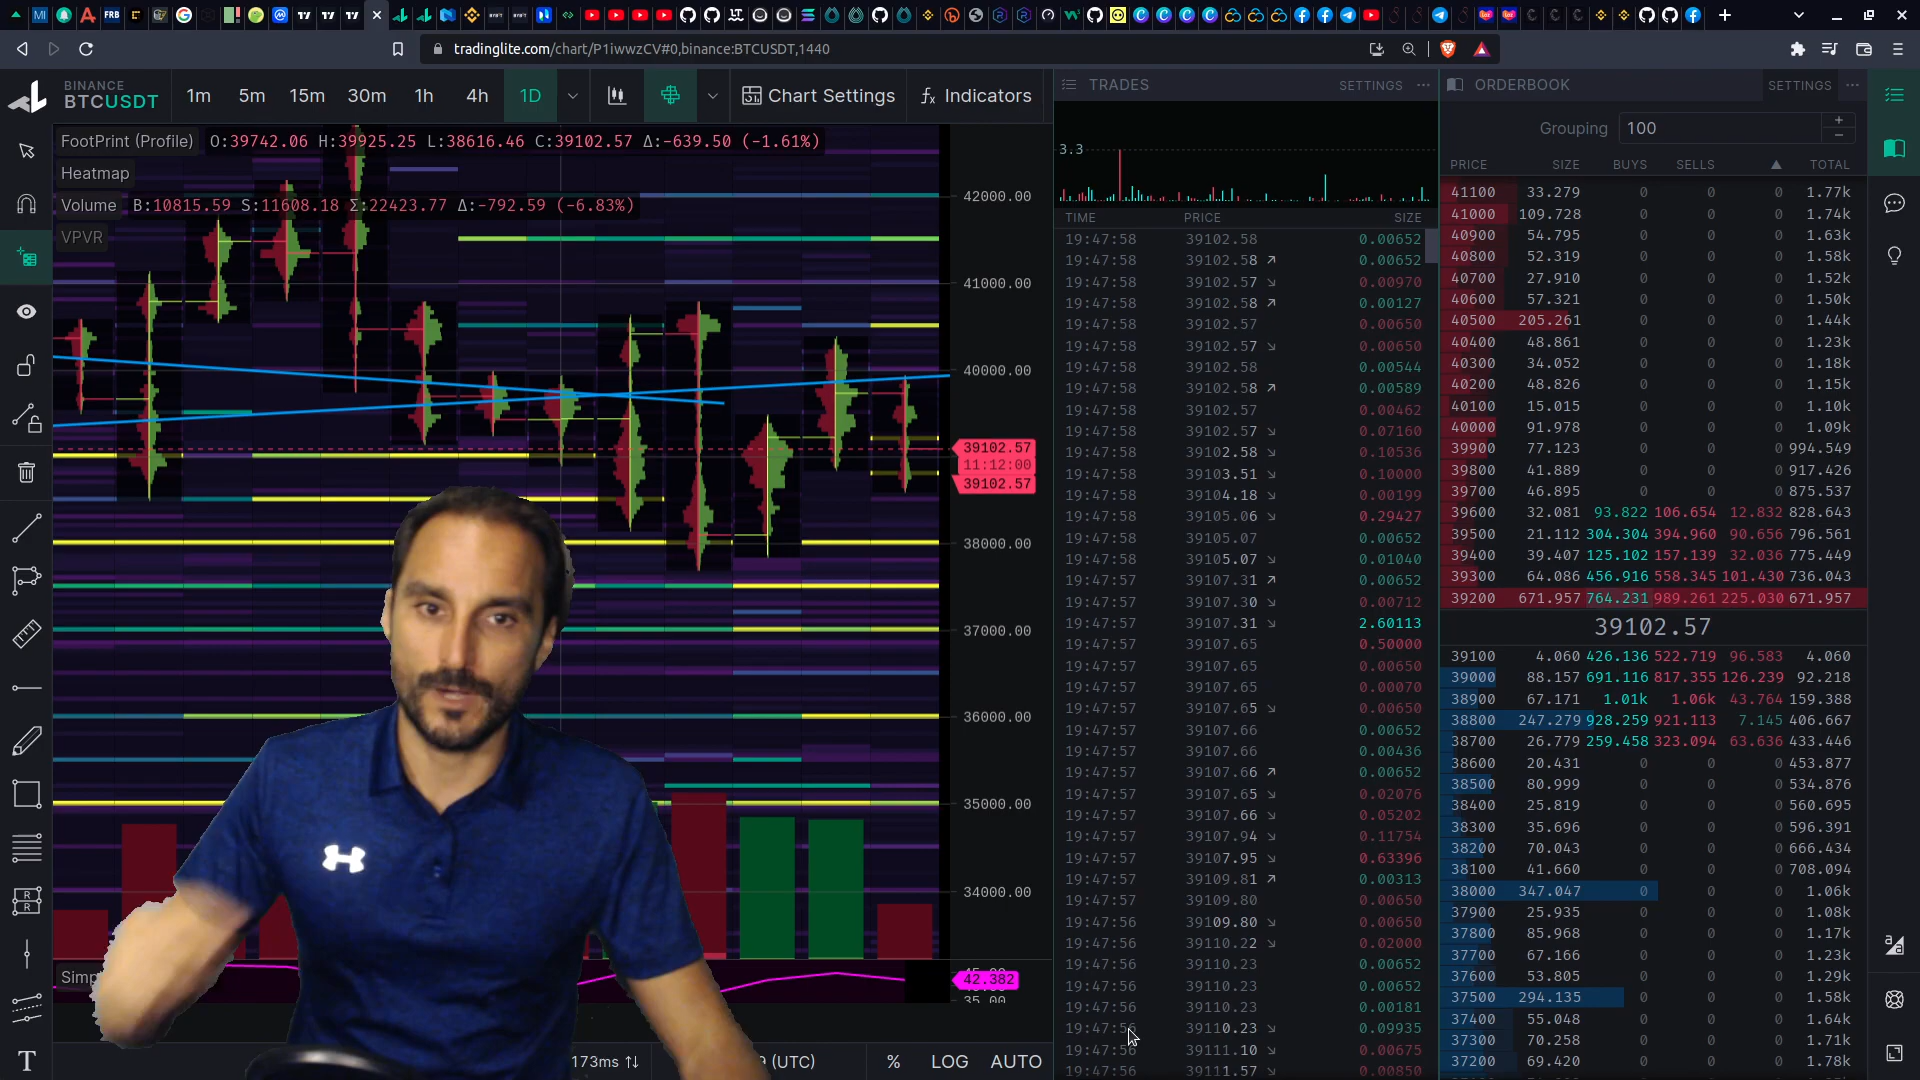 tradinglite.com/chart/P1iwwzCV#0,binance:BTCUSDT,1440
BINANCE
BTCUSDT
1m 5m 15m 30m 1h 4h 1D
Chart Settings
Indicators
FootPrint (Profile) O:39742.06 H:39925.25 L:38616.46 C:39102.57 Δ:-639.50 (-1.61%)
Heatmap
Volume B:10815.59 S:11608.18 Σ:22423.77 Δ:-792.59 (-6.83%)
VPVR
42000.00
41000.00
40000.00
39102.57
11:12:00
39102.57
38000.00
37000.00
36000.00
35000.00
34000.00
42.382
35.00
173ms
(UTC)
% LOG AUTO
TRADES SETTINGS
3.3
TIME PRICE SIZE
19:47:58 39102.58 0.00652
19:47:58 39102.58 ↗ 0.00652
19:47:58 39102.57 ↘ 0.00970
19:47:58 39102.58 ↗ 0.00127
19:47:58 39102.57 0.00650
19:47:58 39102.57 ↘ 0.00650
19:47:58 39102.58 0.00544
19:47:58 39102.58 ↗ 0.00589
19:47:58 39102.57 0.00462
19:47:58 39102.57 ↘ 0.07160
19:47:58 39102.58 ↘ 0.10536
19:47:58 39103.51 ↘ 0.10000
19:47:58 39104.18 ↘ 0.00199
19:47:58 39105.06 ↘ 0.29427
19:47:58 39105.07 0.00652
19:47:58 39105.07 ↘ 0.01040
19:47:57 39107.31 ↗ 0.00652
19:47:57 39107.30 ↘ 0.00712
19:47:57 39107.31 ↘ 2.60113
19:47:57 39107.65 0.50000
19:47:57 39107.65 0.00650
19:47:57 39107.65 0.00070
19:47:57 39107.65 ↘ 0.00650
19:47:57 39107.66 0.00652
19:47:57 39107.66 0.00436
19:47:57 39107.66 ↗ 0.00652
19:47:57 39107.65 ↘ 0.02076
19:47:57 39107.66 ↘ 0.05202
19:47:57 39107.94 ↘ 0.11754
19:47:57 39107.95 ↘ 0.63396
19:47:57 39109.81 ↗ 0.00313
19:47:57 39109.80 0.00650
19:47:56 39109.80 ↘ 0.00650
19:47:56 39110.22 ↘ 0.02000
19:47:56 39110.23 0.00652
19:47:56 39110.23 0.00652
19:47:56 39110.23 0.00181
19:47:56 39110.23 ↘ 0.09935
19:47:56 39111.10 ↘ 0.00675
19:47:56 39111.57 ↘ 0.00850
ORDERBOOK SETTINGS
Grouping 100
PRICE SIZE BUYS SELLS ▲ TOTAL
41100 33.279 0 0 0 1.77k
41000 109.728 0 0 0 1.74k
40900 54.795 0 0 0 1.63k
40800 52.319 0 0 0 1.58k
40700 27.910 0 0 0 1.52k
40600 57.321 0 0 0 1.50k
40500 205.261 0 0 0 1.44k
40400 48.861 0 0 0 1.23k
40300 34.052 0 0 0 1.18k
40200 48.826 0 0 0 1.15k
40100 15.015 0 0 0 1.10k
40000 91.978 0 0 0 1.09k
39900 77.123 0 0 0 994.549
39800 41.889 0 0 0 917.426
39700 46.895 0 0 0 875.537
39600 32.081 93.822 106.654 12.832 828.643
39500 21.112 304.304 394.960 90.656 796.561
39400 39.407 125.102 157.139 32.036 775.449
39300 64.086 456.916 558.345 101.430 736.043
39200 671.957 764.231 989.261 225.030 671.957
39102.57
39100 4.060 426.136 522.719 96.583 4.060
39000 88.157 691.116 817.355 126.239 92.218
38900 67.171 1.01k 1.06k 43.764 159.388
38800 247.279 928.259 921.113 7.145 406.667
38700 26.779 259.458 323.094 63.636 433.446
38600 20.431 0 0 0 453.877
38500 80.999 0 0 0 534.876
38400 25.819 0 0 0 560.695
38300 35.696 0 0 0 596.391
38200 70.043 0 0 0 666.434
38100 41.660 0 0 0 708.094
38000 347.047 0 0 0 1.06k
37900 25.935 0 0 0 1.08k
37800 85.968 0 0 0 1.17k
37700 67.166 0 0 0 1.23k
37600 53.805 0 0 0 1.29k
37500 294.135 0 0 0 1.58k
37400 55.048 0 0 0 1.64k
37300 70.258 0 0 0 1.71k
37200 69.420 0 0 0 1.78k